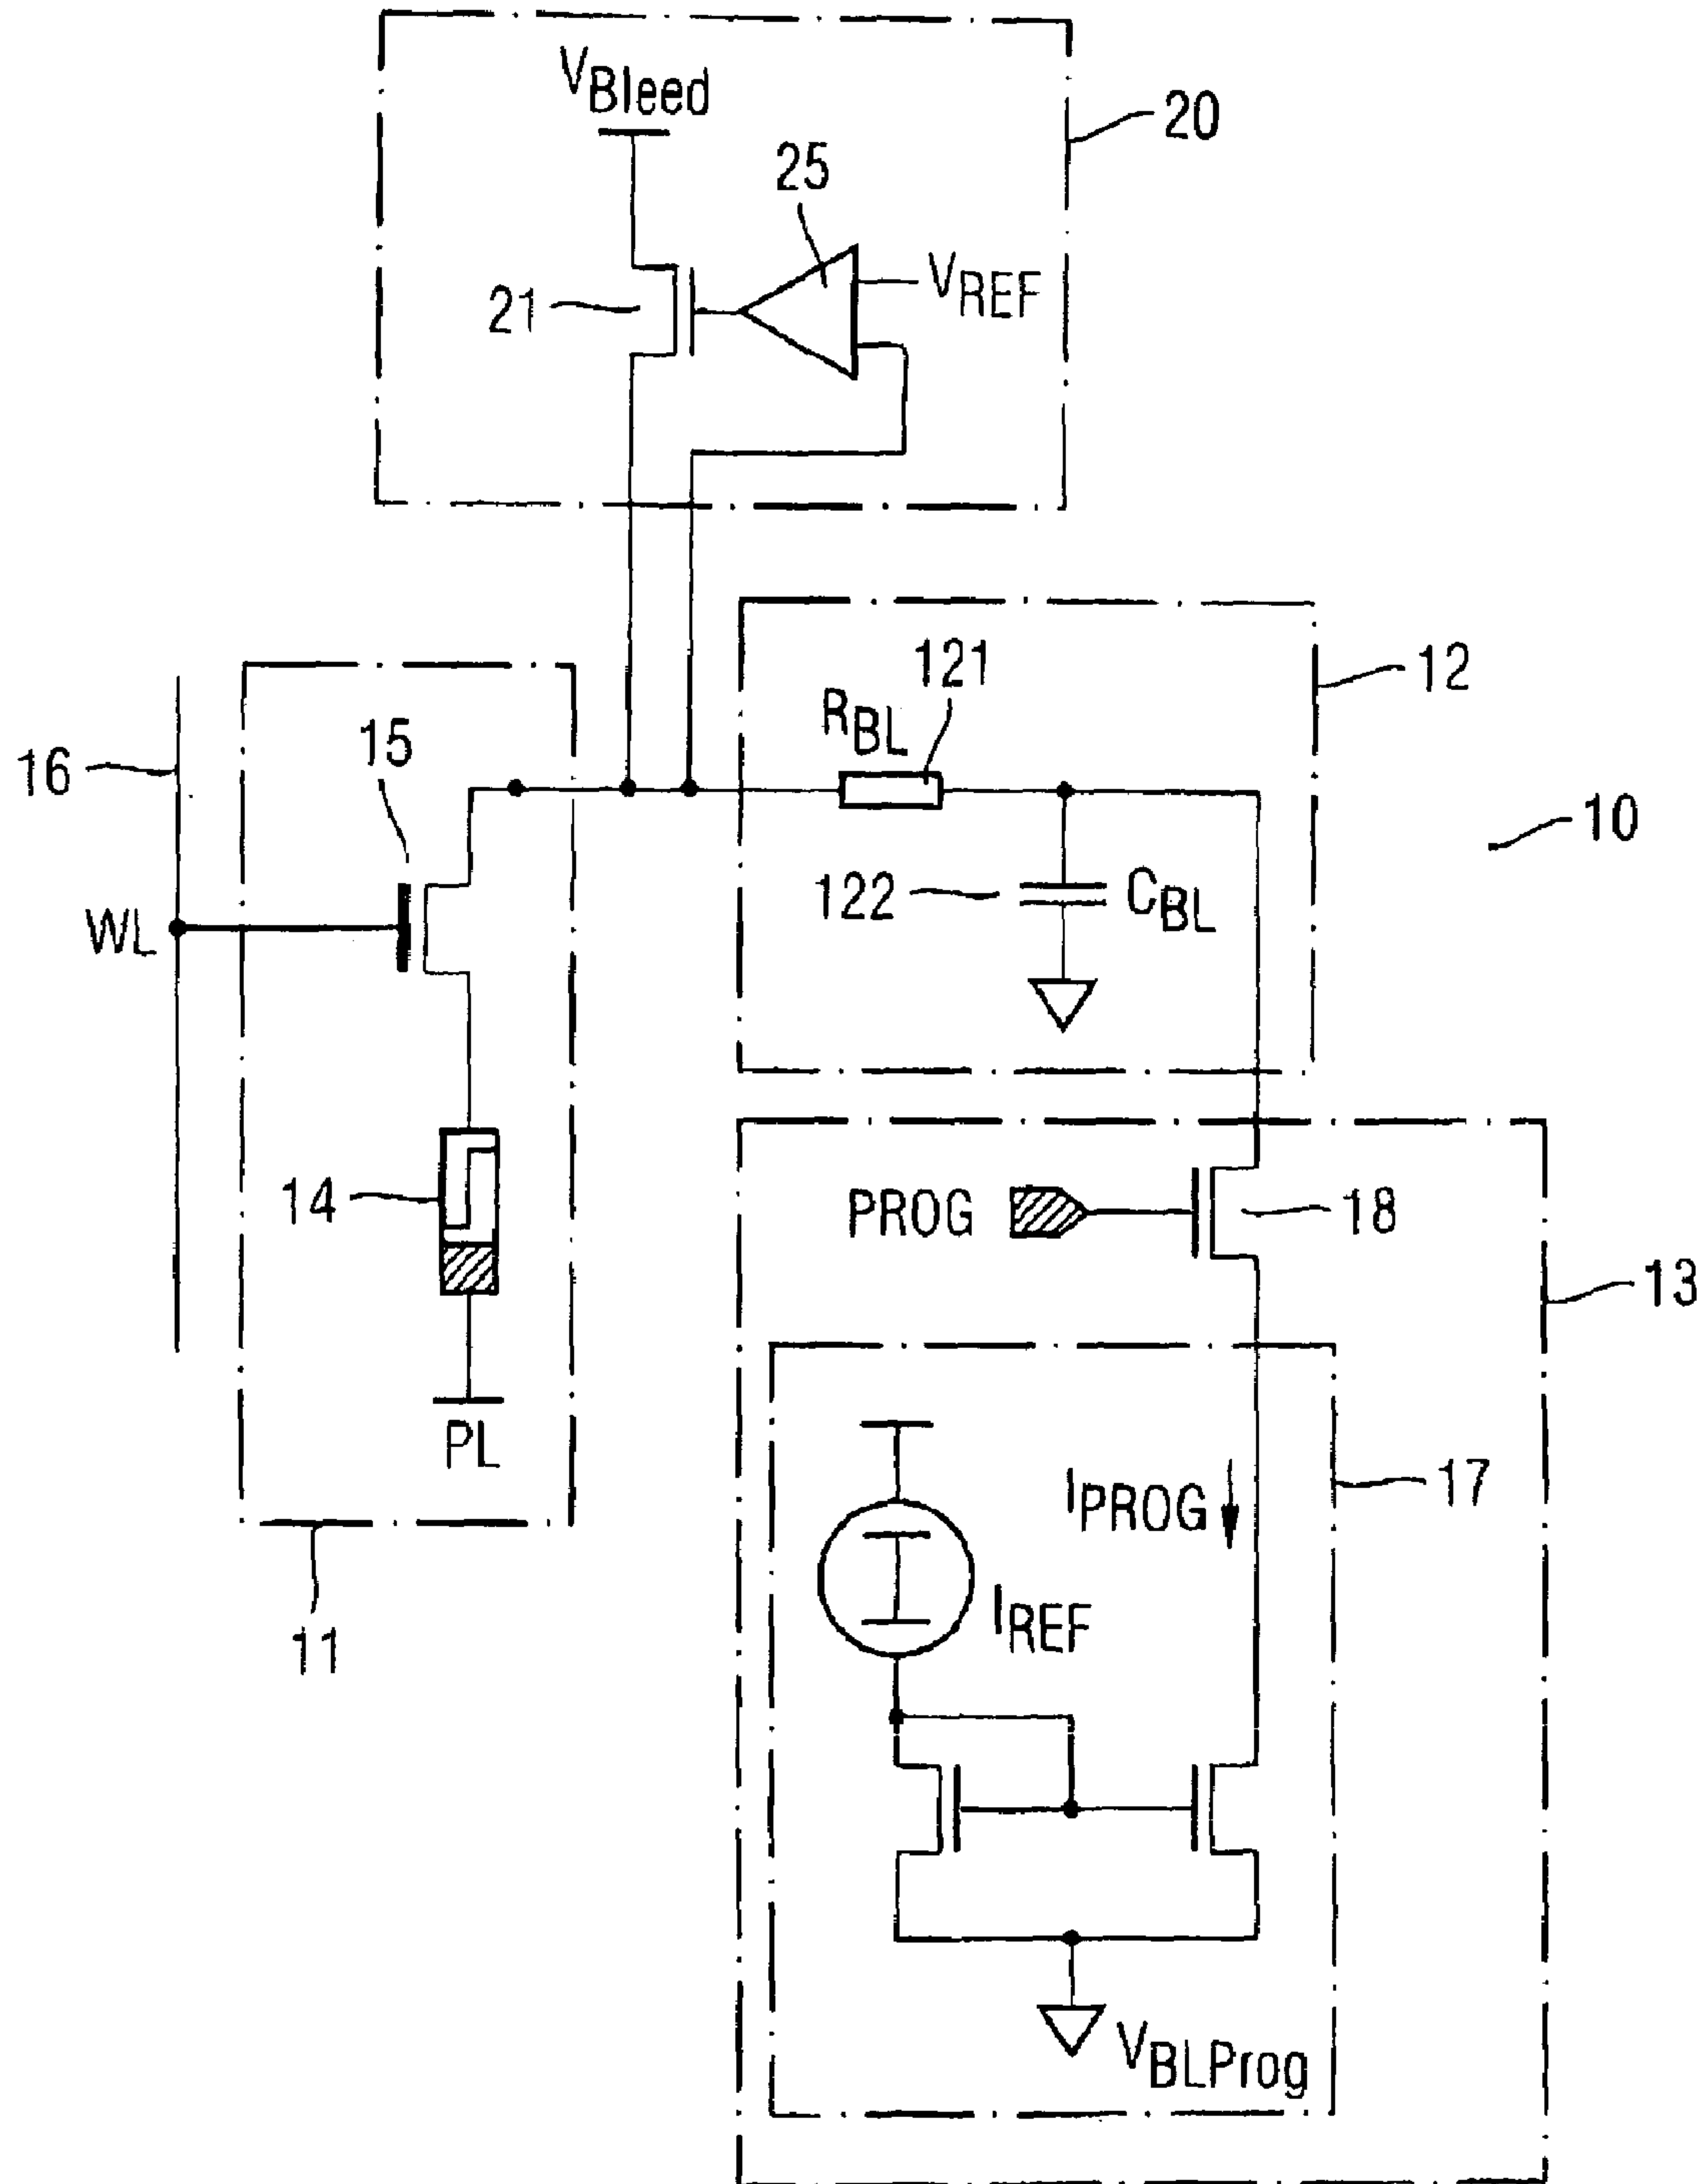 VBleed
20
25
VREF
21
121
12
RBL
15
16
10
122
CBL
WL
14
PROG
18
13
PL
IPROG
17
IREF
11
VBLProg